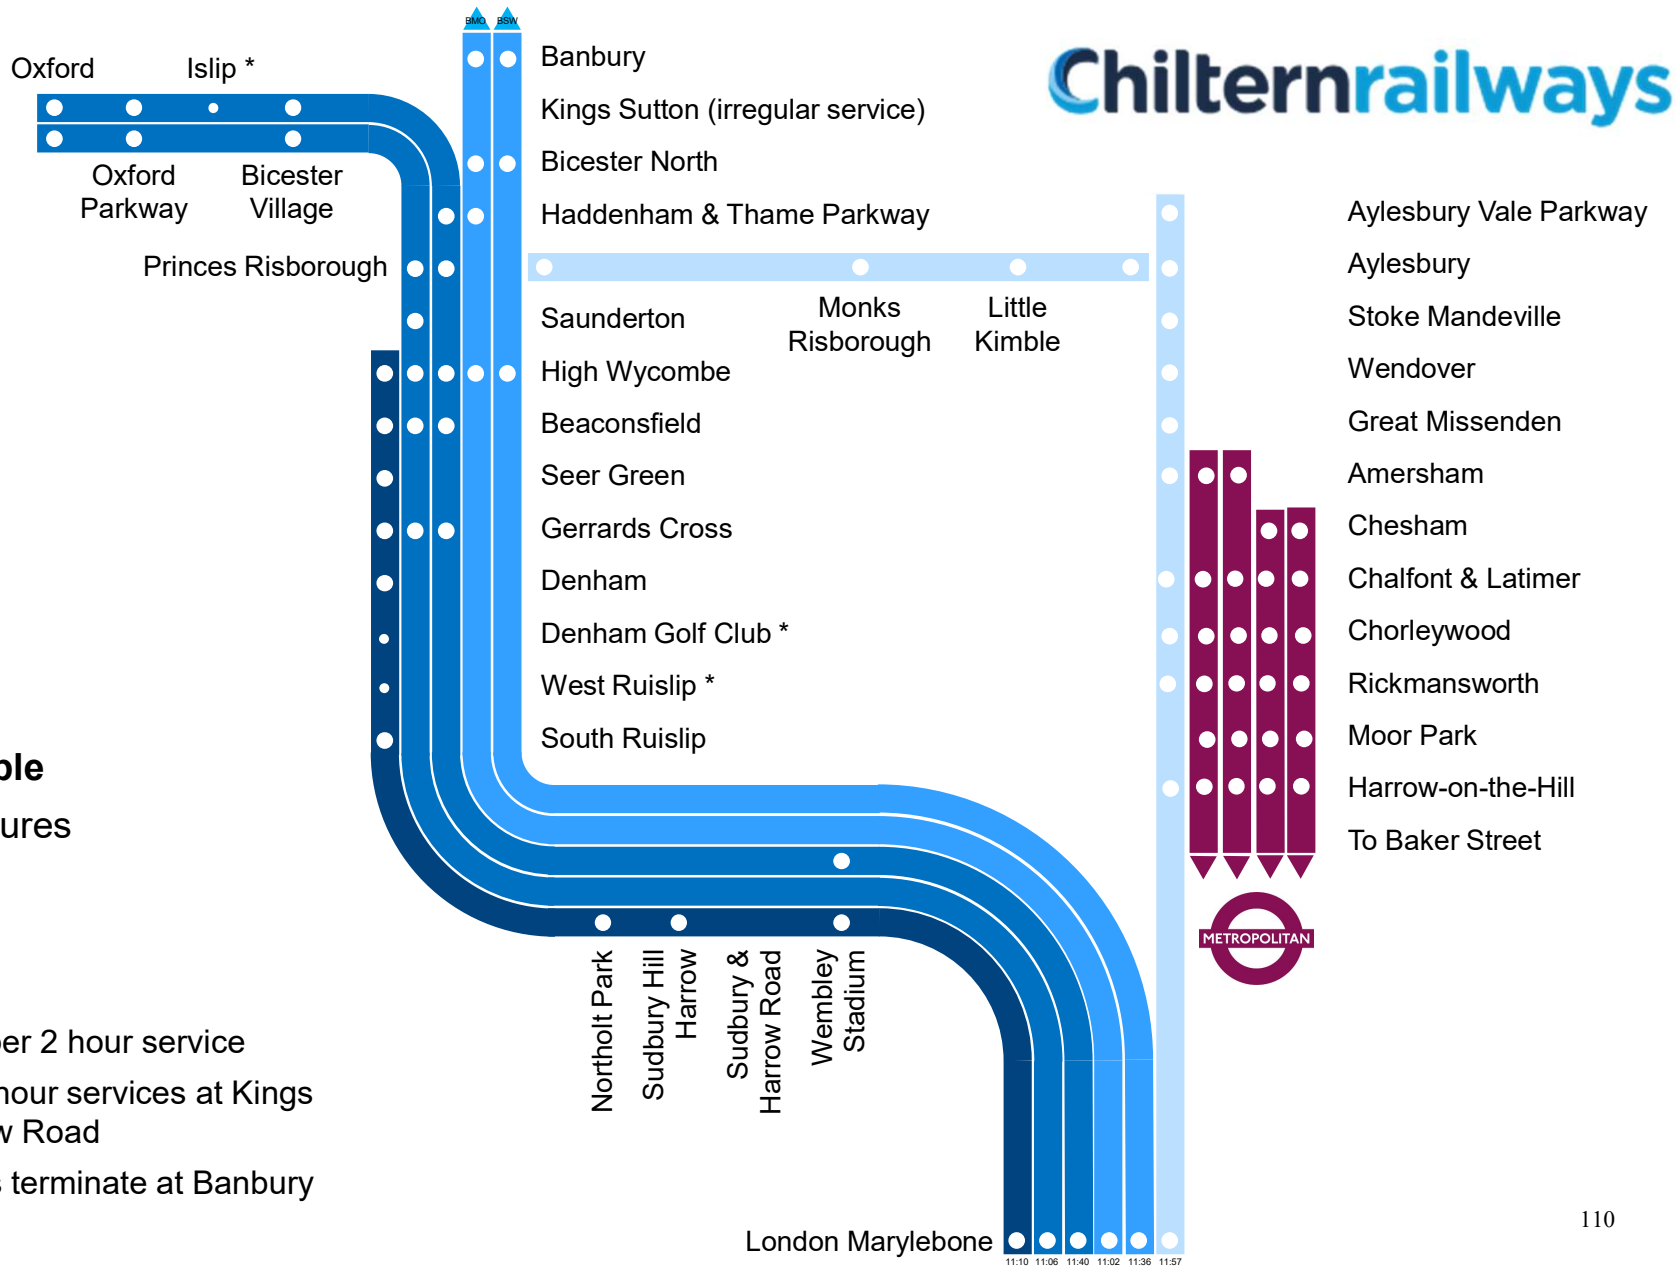 BMO BSW
Oxford
Islip *
Oxford
Parkway
Bicester
Village
Princes Risborough
Banbury
Kings Sutton (irregular service)
Bicester North
Haddenham & Thame Parkway
Saunderton
High Wycombe
Beaconsfield
Seer Green
Gerrards Cross
Denham
Denham Golf Club *
West Ruislip *
South Ruislip
Monks
Risborough
Little
Kimble
Chilternrailways
Aylesbury Vale Parkway
Aylesbury
Stoke Mandeville
Wendover
Great Missenden
Amersham
Chesham
Chalfont & Latimer
Chorleywood
Rickmansworth
Moor Park
Harrow-on-the-Hill
To Baker Street
METROPOLITAN
Northolt Park
Sudbury Hill
Harrow
Sudbury &
Harrow Road
Wembley
Stadium
ple
ures
per 2 hour service
hour services at Kings
w Road
s terminate at Banbury
London Marylebone
11:10 11:06 11:40 11:02 11:36 11:57
110